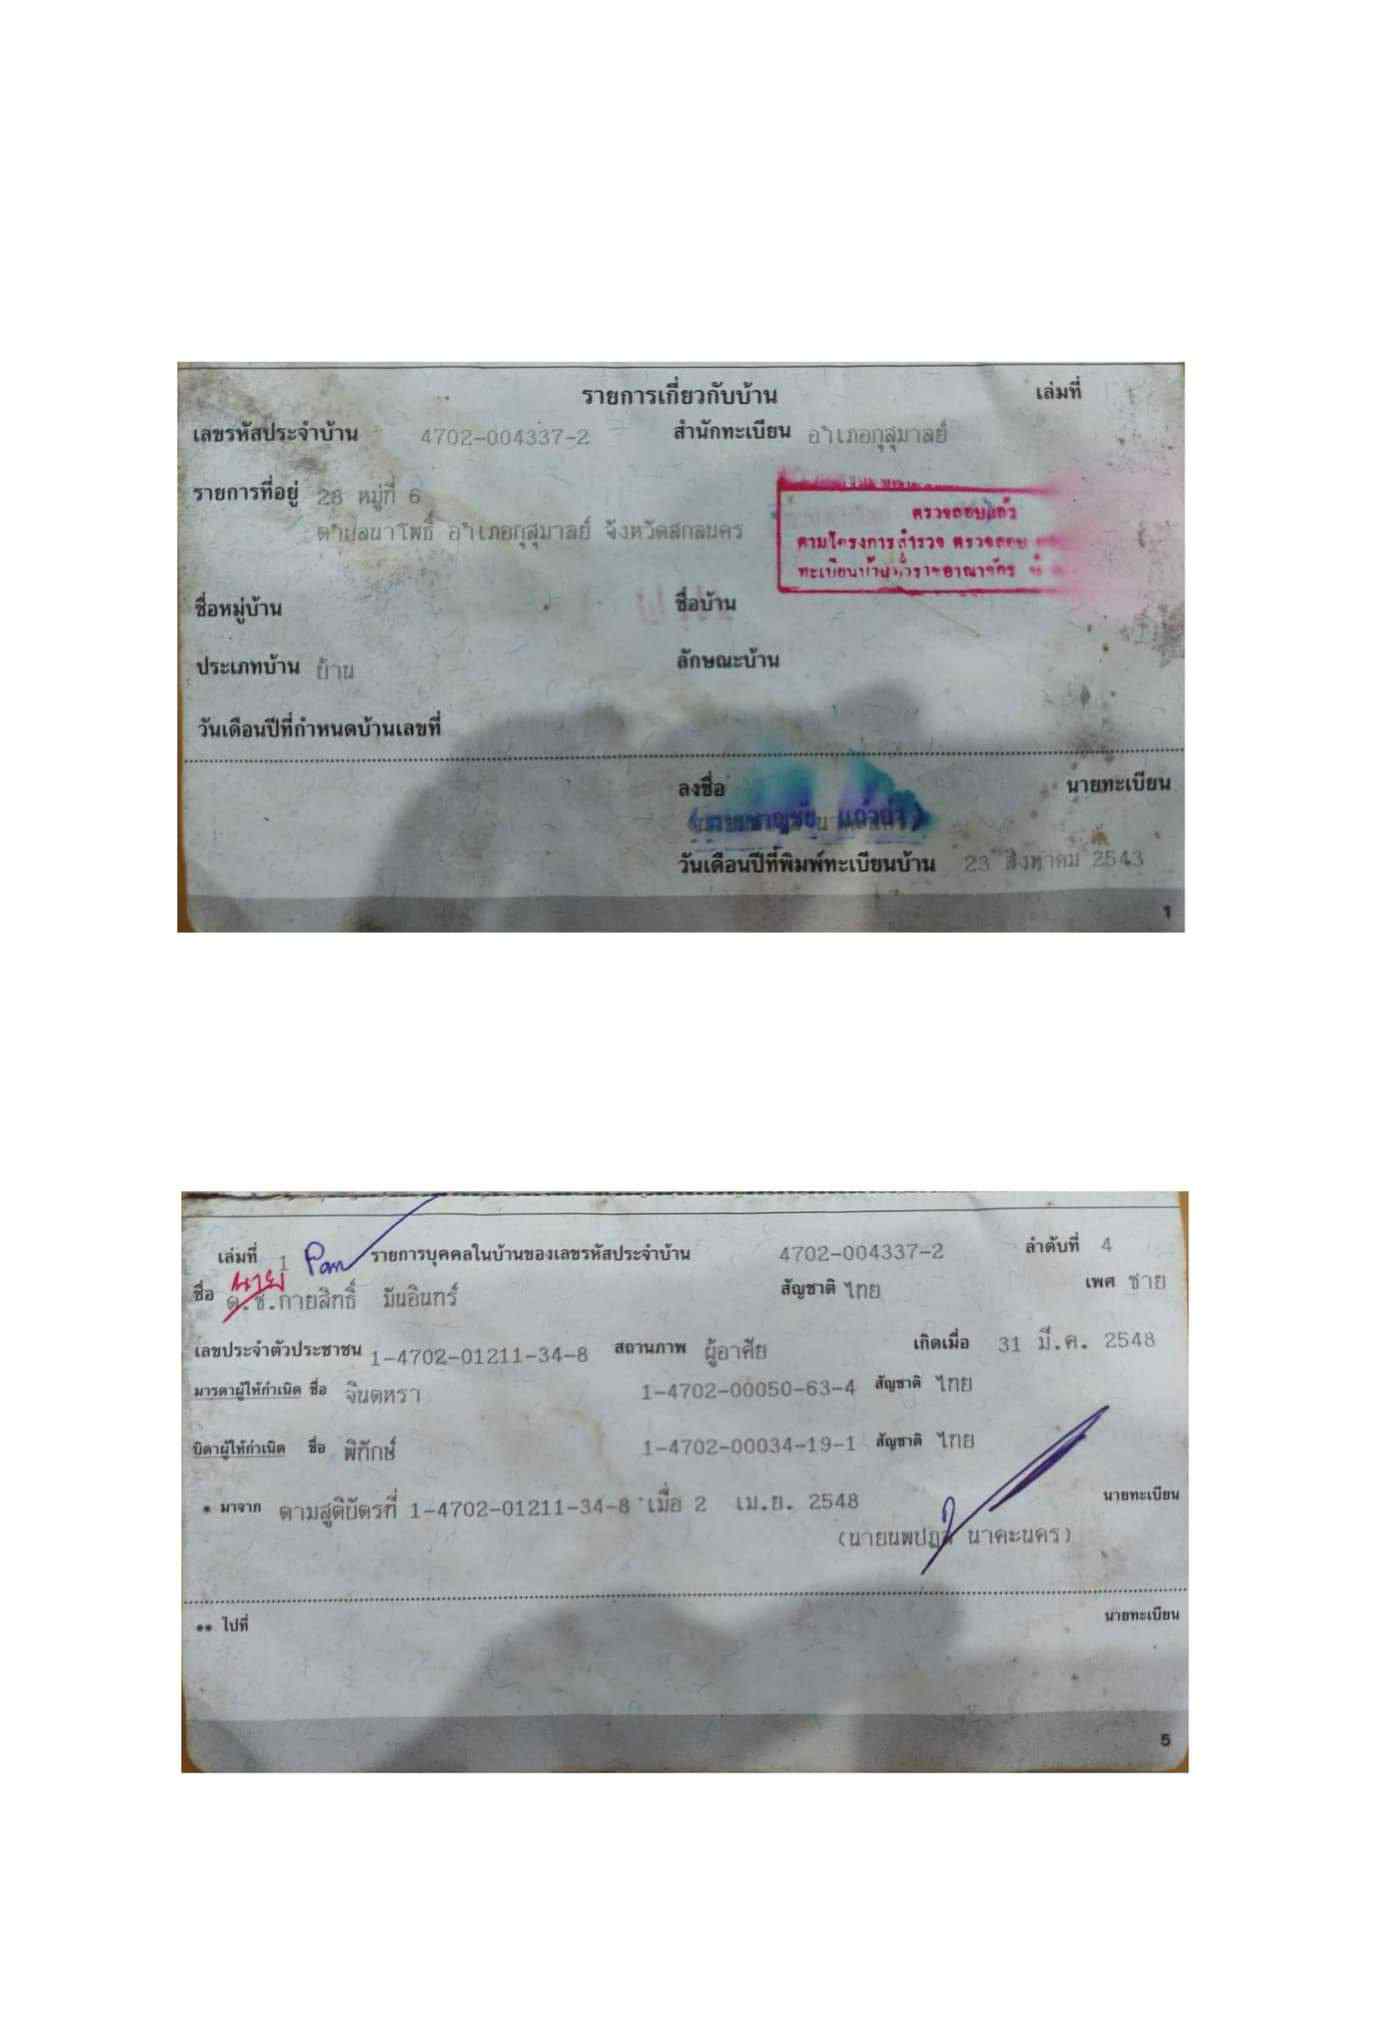 รายการเกี่ยวกับบ้าน เล่มที่
เลขรหัสประจำบ้าน 4702-004337-2 สำนักทะเบียน อำเภอกุสุมาลย์
รายการที่อยู่ 28 หมู่ที่ 6
ตำบลนาโพธิ์ อำเภอกุสุมาลย์ จังหวัดสกลนคร
ตรวจสอบแล้ว
ตามโครงการสำรวจ ตรวจสอบ
ทะเบียนบ้านทั่วราชอาณาจักร
ชื่อหมู่บ้าน ชื่อบ้าน
ประเภทบ้าน บ้าน ลักษณะบ้าน
วันเดือนปีที่กำหนดบ้านเลขที่
ลงชื่อ นายทะเบียน
วันเดือนปีที่พิมพ์ทะเบียนบ้าน 23 สิงหาคม 2543
1
เล่มที่ 1 รายการบุคคลในบ้านของเลขรหัสประจำบ้าน 4702-004337-2 ลำดับที่ 4
นาย
ชื่อ ด.ช.กายสิทธิ์ มันอินทร์ สัญชาติ ไทย เพศ ชาย
เลขประจำตัวประชาชน 1-4702-01211-34-8 สถานภาพ ผู้อาศัย เกิดเมื่อ 31 มี.ค. 2548
มารดาผู้ให้กำเนิด ชื่อ จินตหรา 1-4702-00050-63-4 สัญชาติ ไทย
บิดาผู้ให้กำเนิด ชื่อ พิทักษ์ 1-4702-00034-19-1 สัญชาติ ไทย
* มาจาก ตามสูติบัตรที่ 1-4702-01211-34-8 เมื่อ 2 เม.ย. 2548 นายทะเบียน
นาคะนคร)
** ไปที่ นายทะเบียน
5